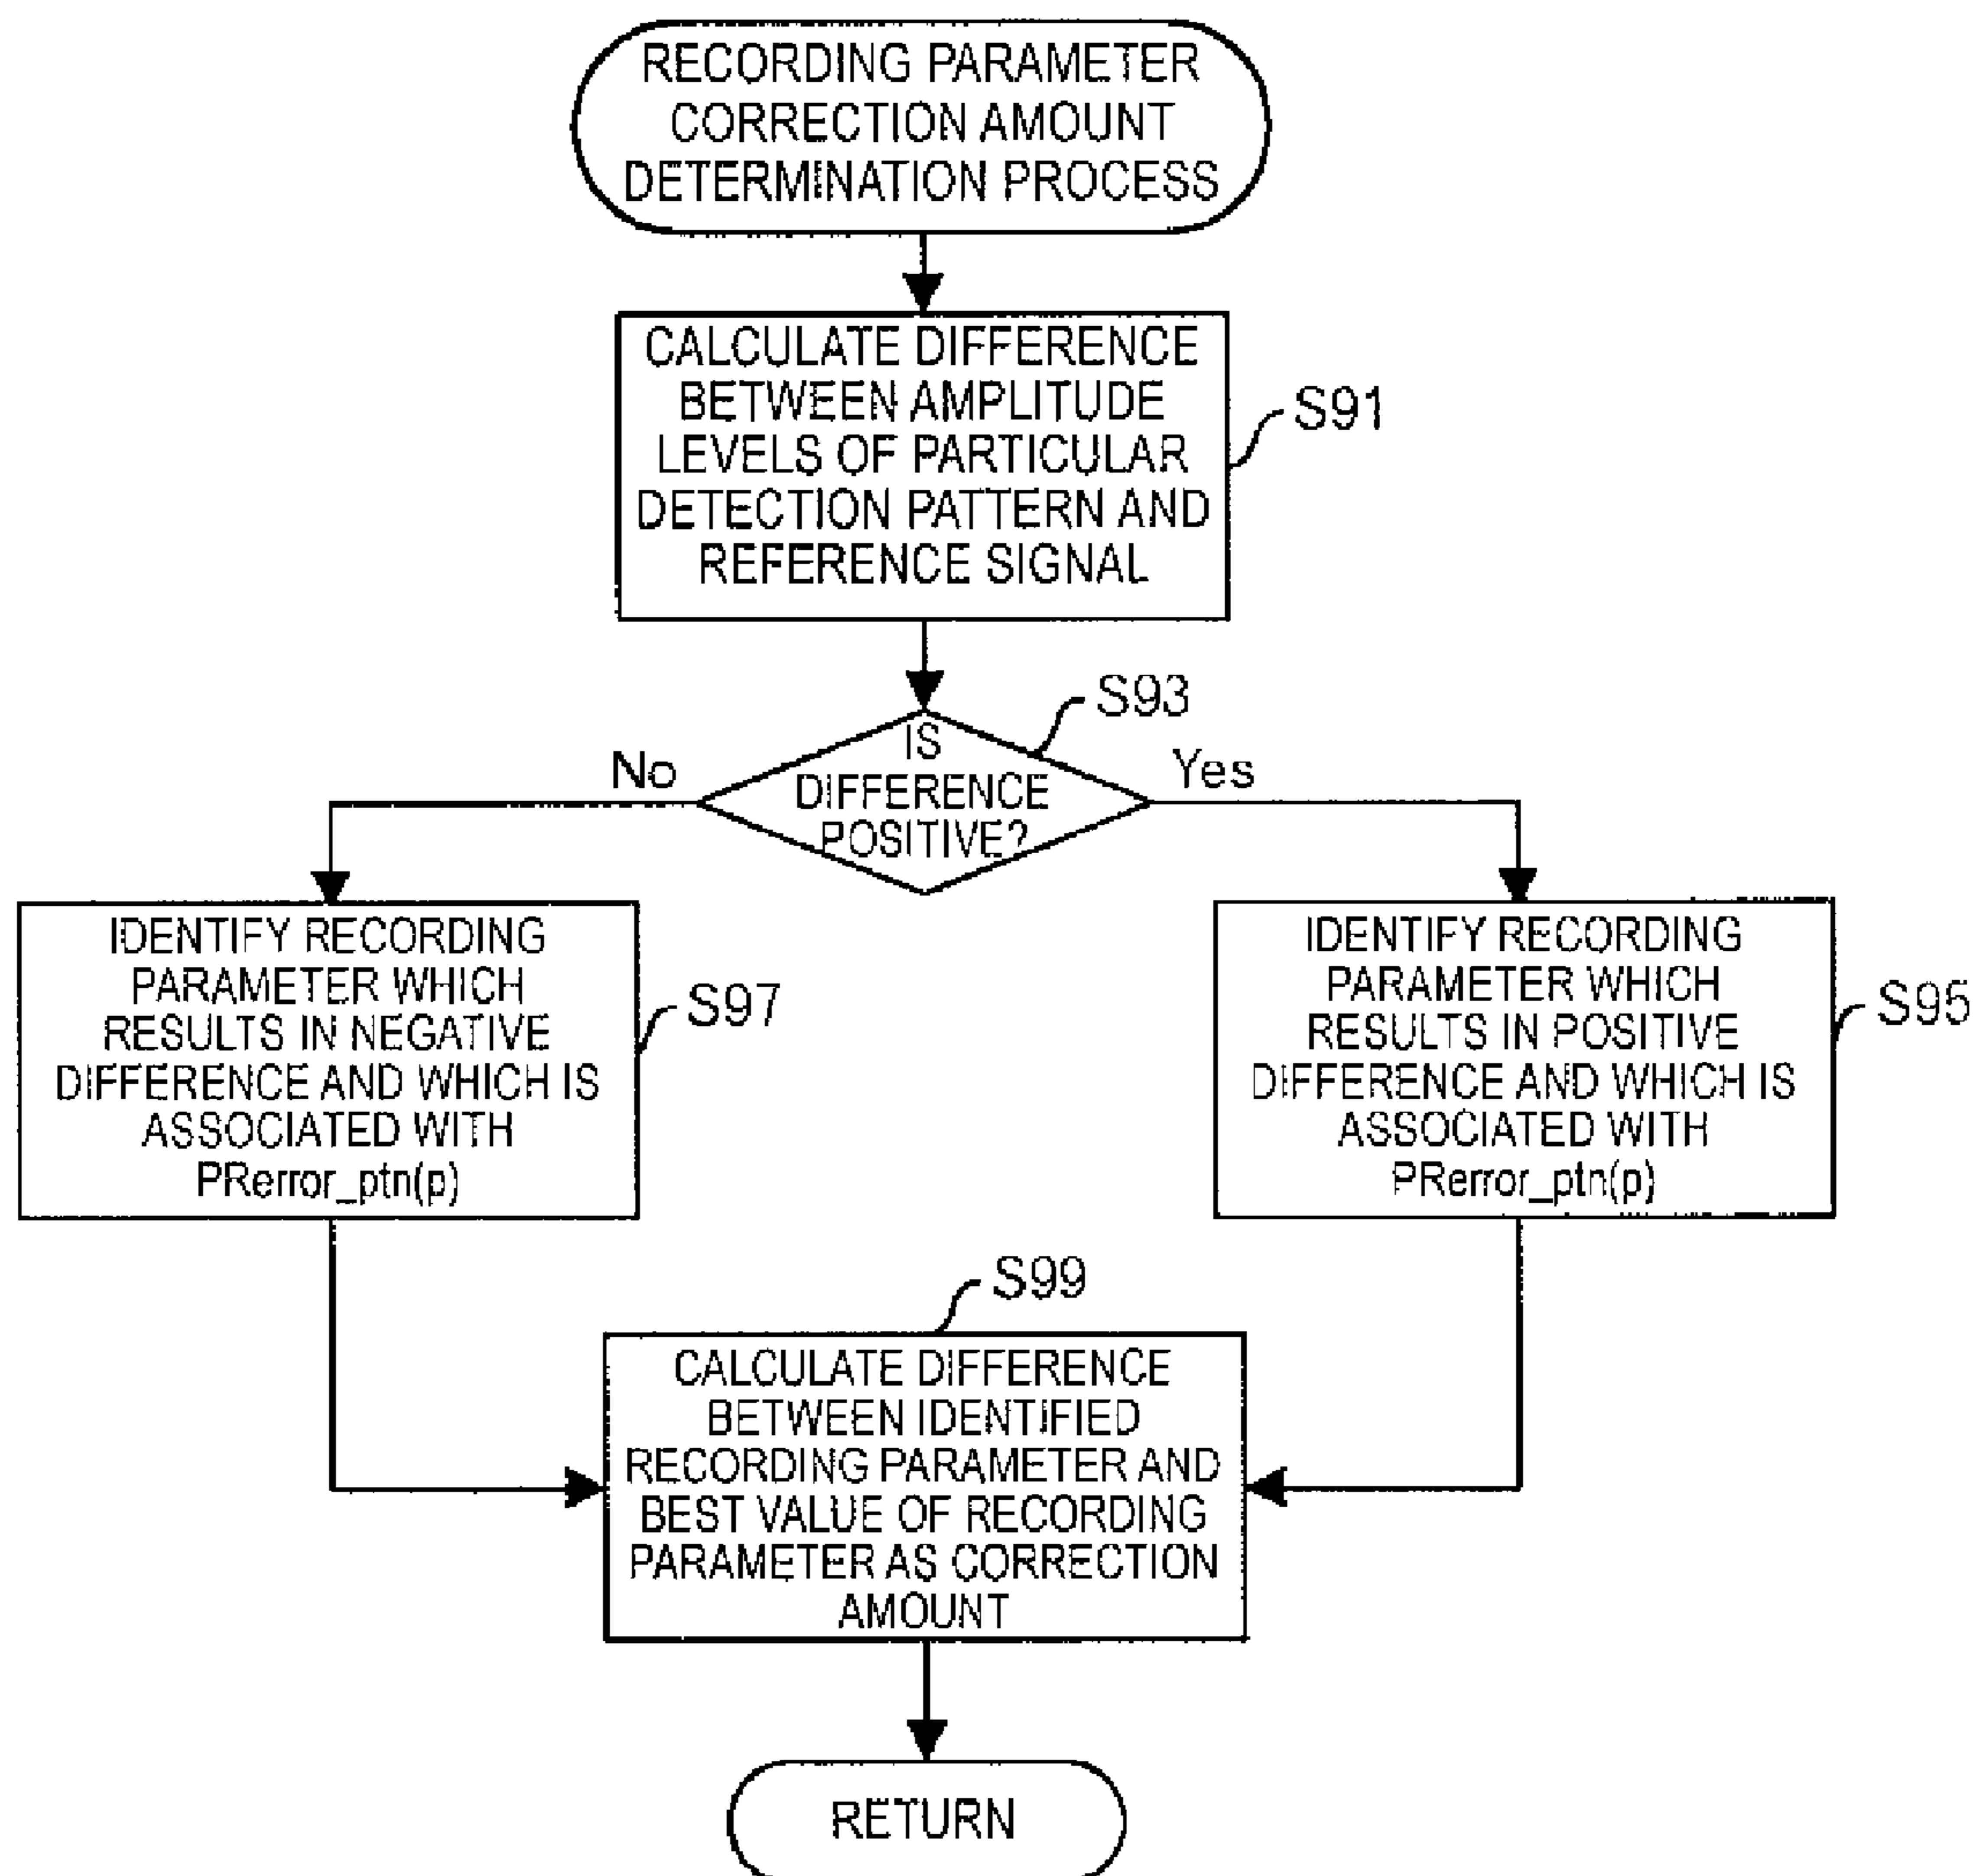 RECORDING PARAMETER
CORRECTION AMOUNT
DETERMINATION PROCESS
CALCULATE DIFFERENCE
BETWEEN AMPLITUDE
LEVELS OF PARTICULAR
DETECTION PATTERN AND
REFERENCE SIGNAL
S91
S93
IS
DIFFERENCE
POSITIVE?
No
Yes
IDENTIFY RECORDING
PARAMETER WHICH
RESULTS IN NEGATIVE
DIFFERENCE AND WHICH IS
ASSOCIATED WITH
PRerror_ptn(p)
S97
IDENTIFY RECORDING
PARAMETER WHICH
RESULTS IN POSITIVE
DIFFERENCE AND WHICH IS
ASSOCIATED WITH
PRerror_ptn(p)
S95
S99
CALCULATE DIFFERENCE
BETWEEN IDENTIFIED
RECORDING PARAMETER AND
BEST VALUE OF RECORDING
PARAMETER AS CORRECTION
AMOUNT
RETURN